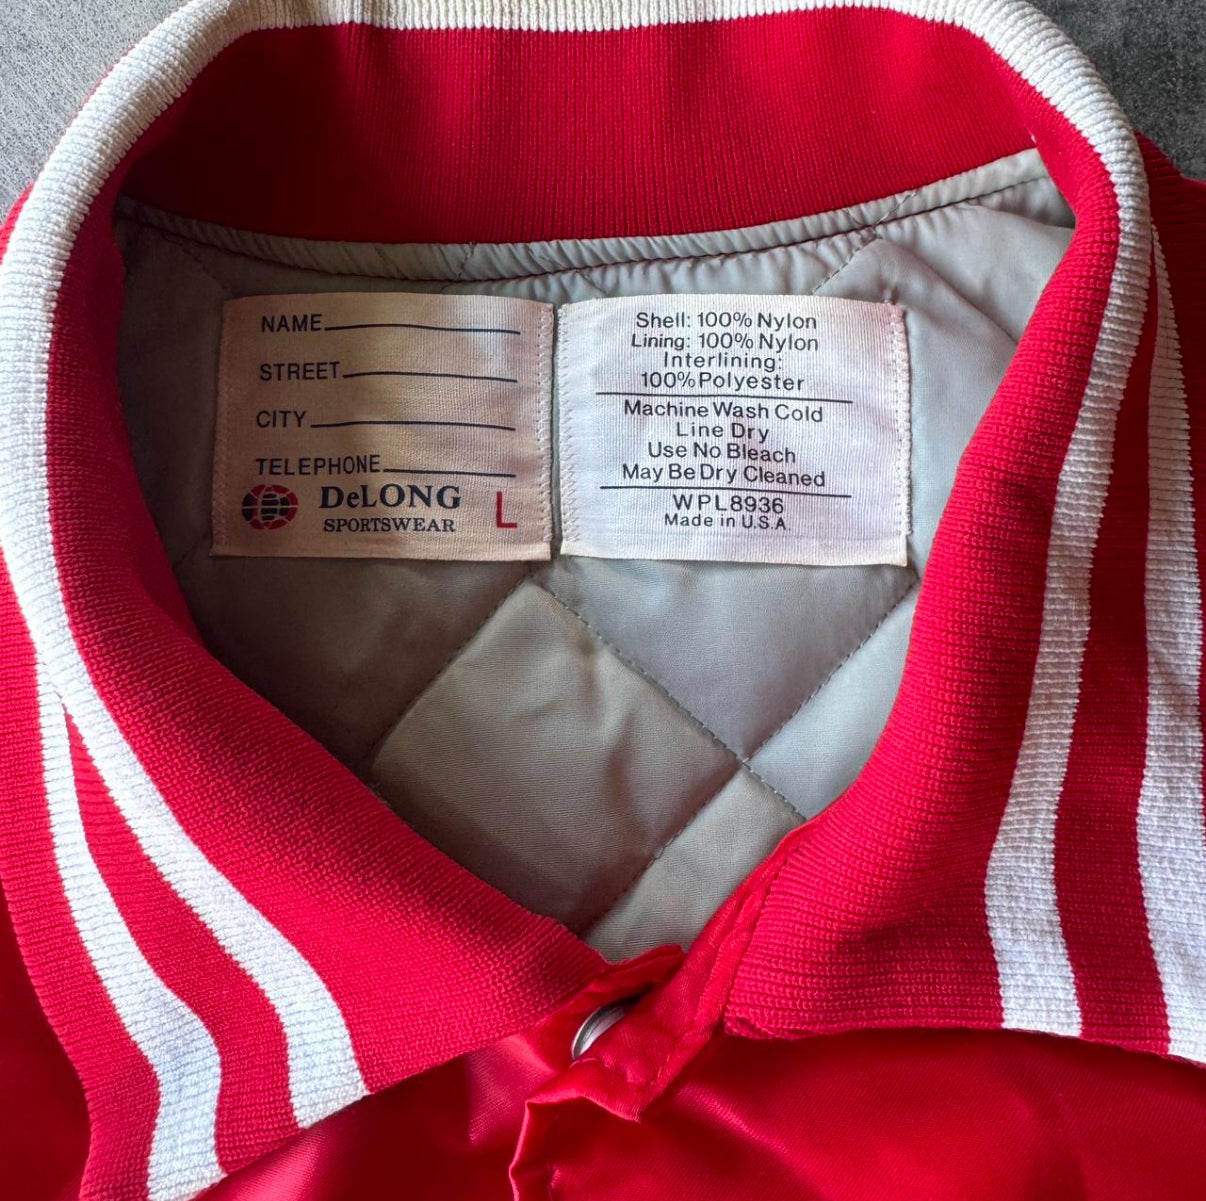 NAME
STREET
CITY
TELEPHONE
DeLONG
SPORTSWEAR
L
Shell: 100% Nylon
Lining: 100% Nylon
Interlining:
100% Polyester
Machine Wash Cold
Line Dry
Use No Bleach
May Be Dry Cleaned
WPL8936
Made in U.S.A.